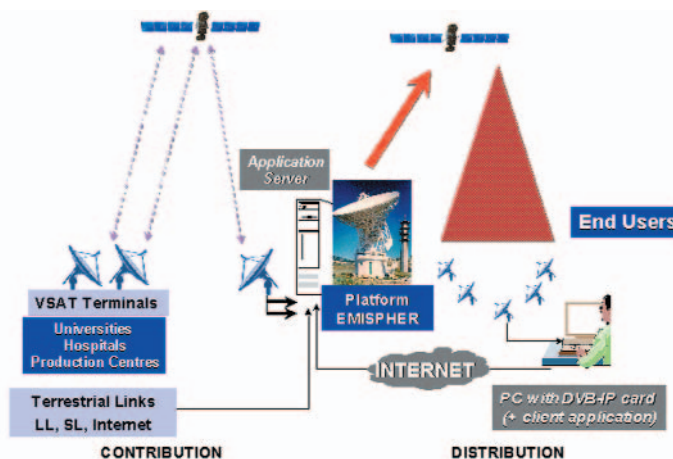 Application
Server
End Users
VSAT Terminals
Universities
Hospitals
Production Centres
Platform
EMISPHER
INTERNET
Terrestrial Links
LL, SL, Internet
PC with DVB-IP card
(+ client application)
CONTRIBUTION
DISTRIBUTION